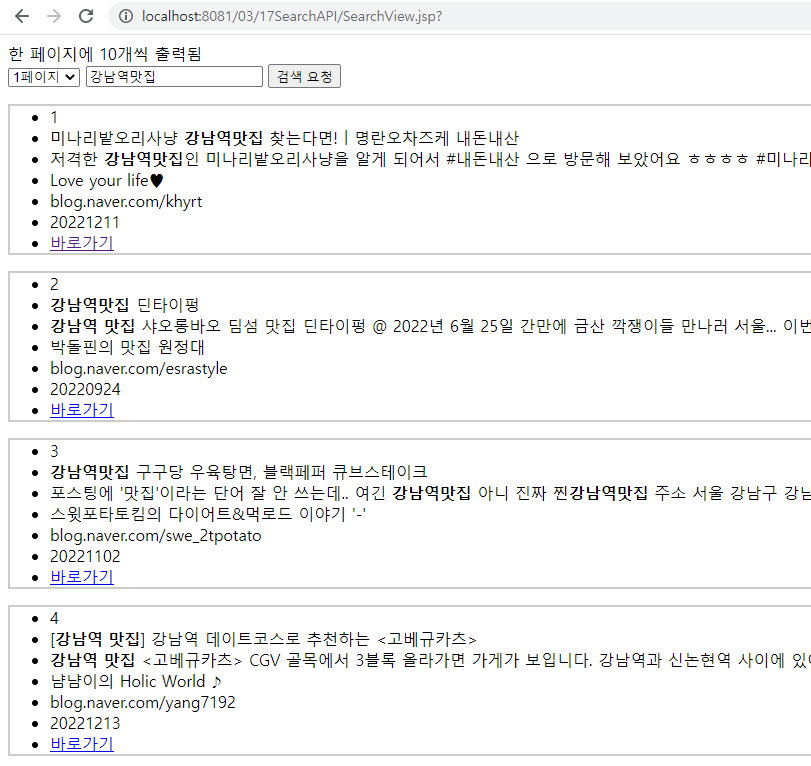 localhost:8081/03/17SearchAPI/SearchView.jsp?
한 페이지에 10개씩 출력됨
1페이지 강남역맛집 검색 요청
1
미나리밭오리사냥 강남역맛집 찾는다면! | 명란오차즈케 내돈내산
저격한 강남역맛집인 미나리밭오리사냥을 알게 되어서 #내돈내산 으로 방문해 보았어요 ㅎㅎㅎㅎ #미나리
Love your life♥
blog.naver.com/khyrt
20221211
바로가기
2
강남역맛집 딘타이펑
강남역 맛집 샤오롱바오 딤섬 맛집 딘타이펑 @ 2022년 6월 25일 간만에 금산 깍쟁이들 만나러 서울... 이번
박돌핀의 맛집 원정대
blog.naver.com/esrastyle
20220924
바로가기
3
강남역맛집 구구당 우육탕면, 블랙페퍼 큐브스테이크
포스팅에 '맛집'이라는 단어 잘 안 쓰는데.. 여긴 강남역맛집 아니 진짜 찐강남역맛집 주소 서울 강남구 강남
스윗포타토킴의 다이어트&먹로드 이야기 '-'
blog.naver.com/swe_2tpotato
20221102
바로가기
4
[강남역 맛집] 강남역 데이트코스로 추천하는 <고베규카츠>
강남역 맛집 <고베규카츠> CGV 골목에서 3블록 올라가면 가게가 보입니다. 강남역과 신논현역 사이에 있어
냠냠이의 Holic World ♪
blog.naver.com/yang7192
20221213
바로가기